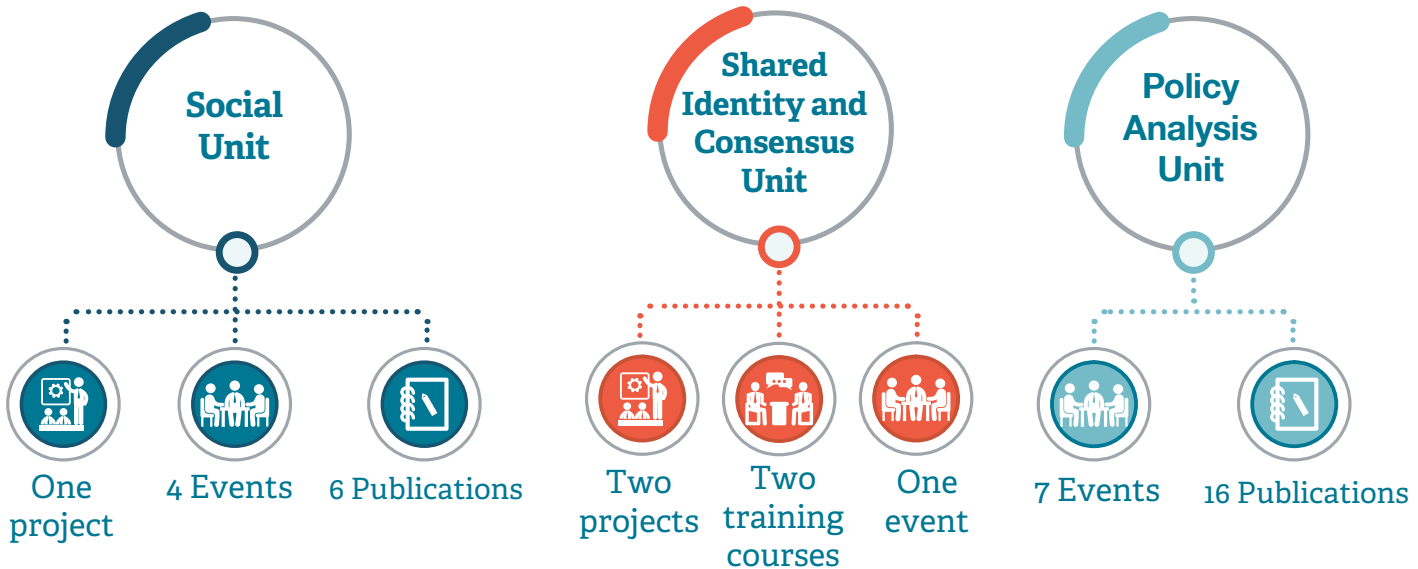 Social
Unit
One
project
4 Events
6 Publications
Shared
Identity and
Consensus
Unit
Two
projects
Two
training
courses
One
event
Policy
Analysis
Unit
7 Events
16 Publications